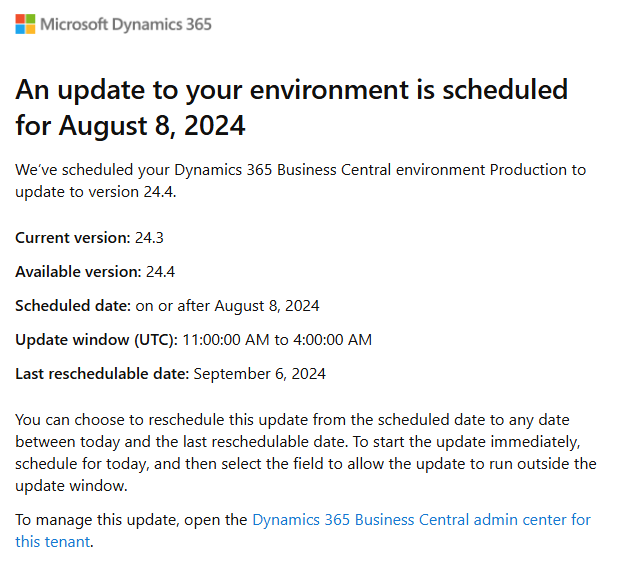 Microsoft Dynamics 365
An update to your environment is scheduled
for August 8, 2024
We’ve scheduled your Dynamics 365 Business Central environment Production to
update to version 24.4.
Current version: 24.3
Available version: 24.4
Scheduled date: on or after August 8, 2024
Update window (UTC): 11:00:00 AM to 4:00:00 AM
Last reschedulable date: September 6, 2024
You can choose to reschedule this update from the scheduled date to any date
between today and the last reschedulable date. To start the update immediately,
schedule for today, and then select the field to allow the update to run outside the
update window.
To manage this update, open the Dynamics 365 Business Central admin center for
this tenant.